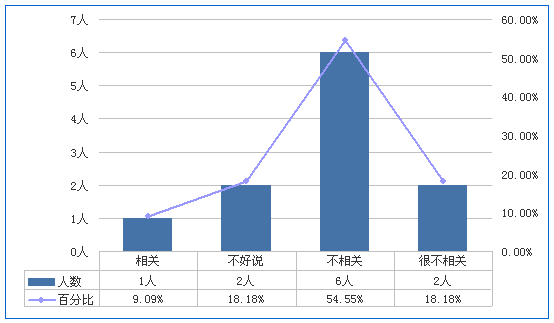 7人
6人
5人
4人
3人
2人
1人
0人
60.00%
50.00%
40.00%
30.00%
20.00%
10.00%
0.00%
相关 不好说 不相关 很不相关
人数 1人 2人 6人 2人
百分比 9.09% 18.18% 54.55% 18.18%